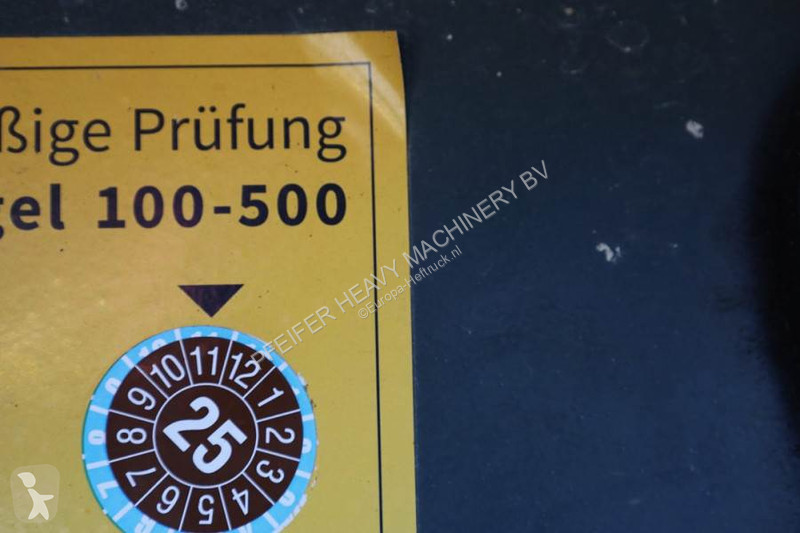 ßige Prüfung
gel 100-500
10 11 12 1 2 3 4 5 6 7 8 9
25
PFEIFER HEAVY MACHINERY BV
©Europa-Heftruck.nl